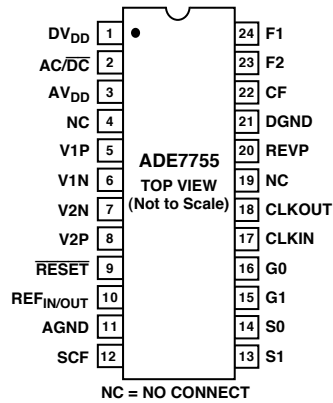 DVDD 1 24 F1
AC/DC 2 23 F2
AVDD 3 22 CF
NC 4 21 DGND
V1P 5 20 REVP
V1N 6 19 NC
V2N 7 18 CLKOUT
V2P 8 17 CLKIN
RESET 9 16 G0
REFIN/OUT 10 15 G1
AGND 11 14 S0
SCF 12 13 S1
ADE7755
TOP VIEW
(Not to Scale)
NC = NO CONNECT